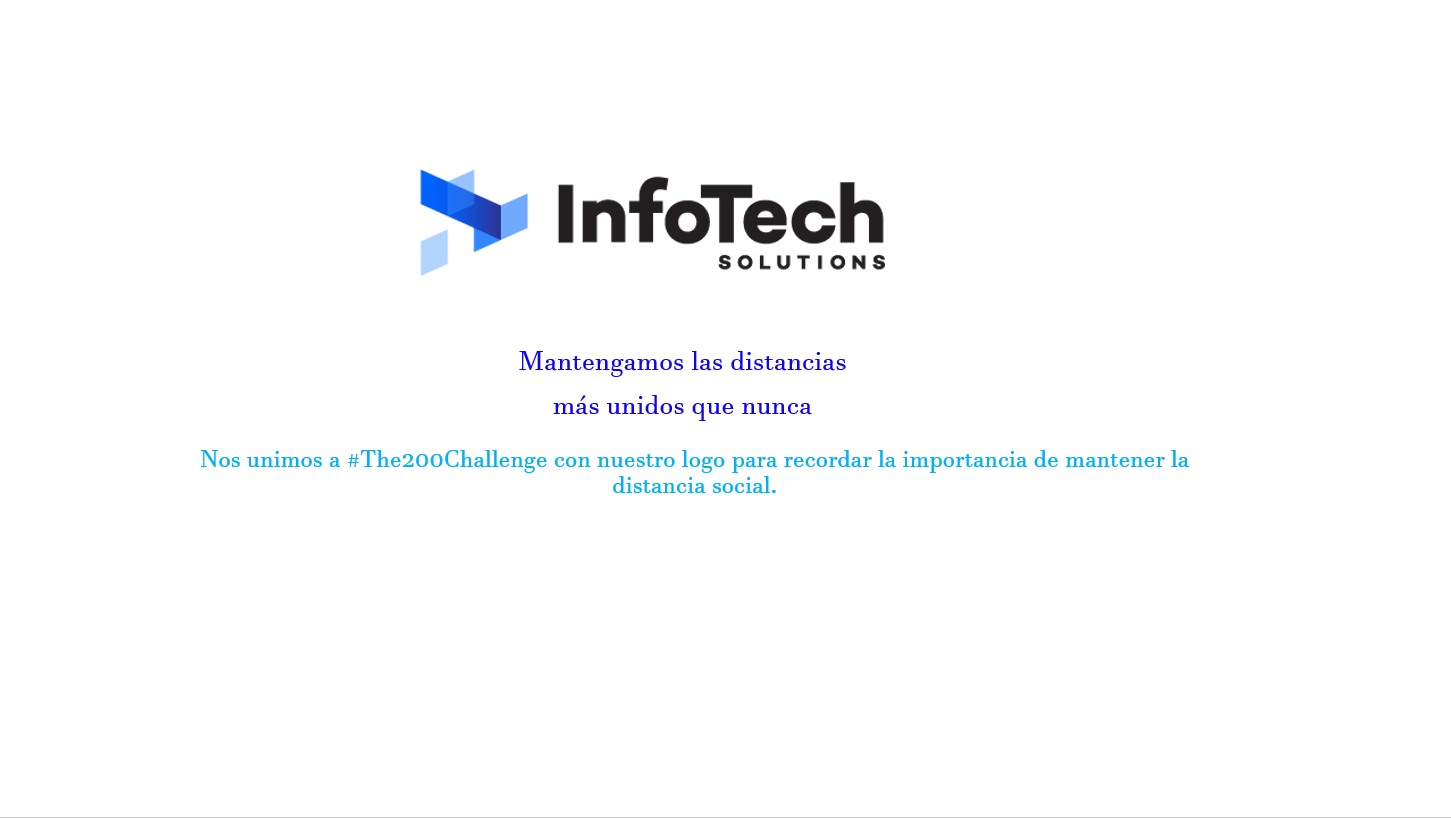 InfoTech
SOLUTIONS
Mantengamos las distancias
más unidos que nunca
Nos unimos a #The200Challenge con nuestro logo para recordar la importancia de mantener la
distancia social.